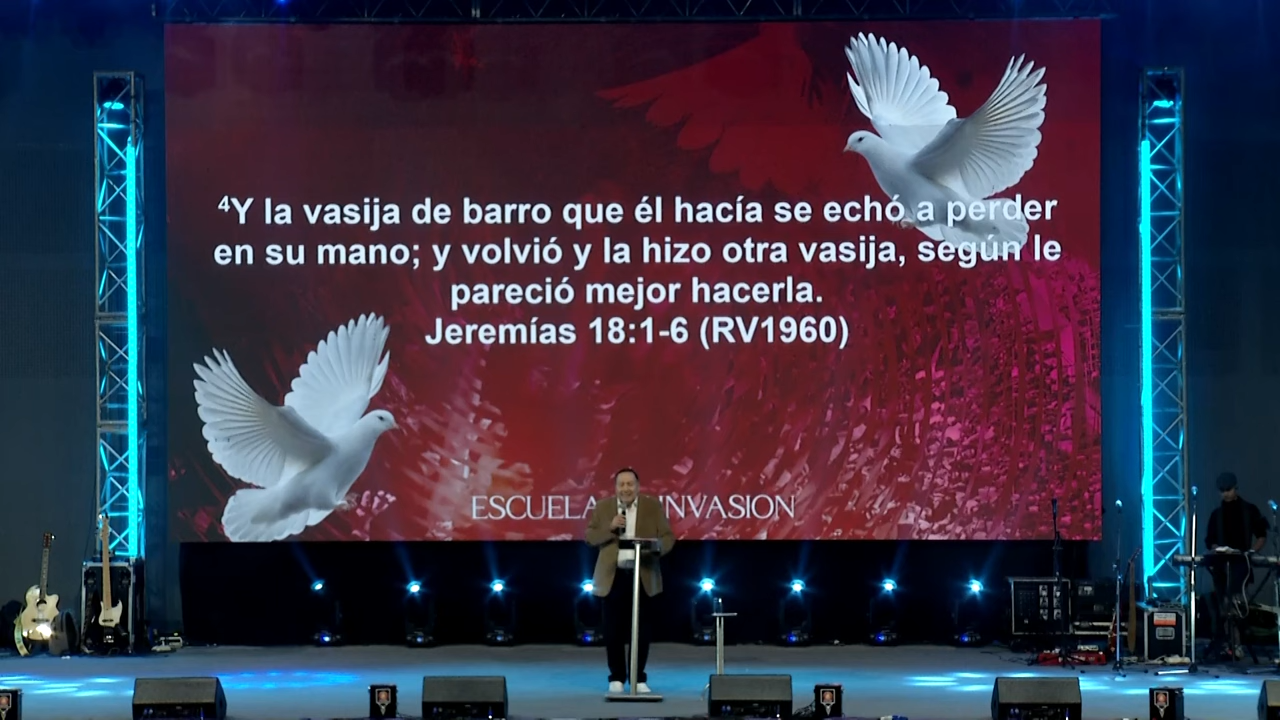 ⁴Y la vasija de barro que él hacía se echó a perder
en su mano; y volvió y la hizo otra vasija, según le
pareció mejor hacerla.
Jeremías 18:1-6 (RV1960)
ESCUELA INVASION